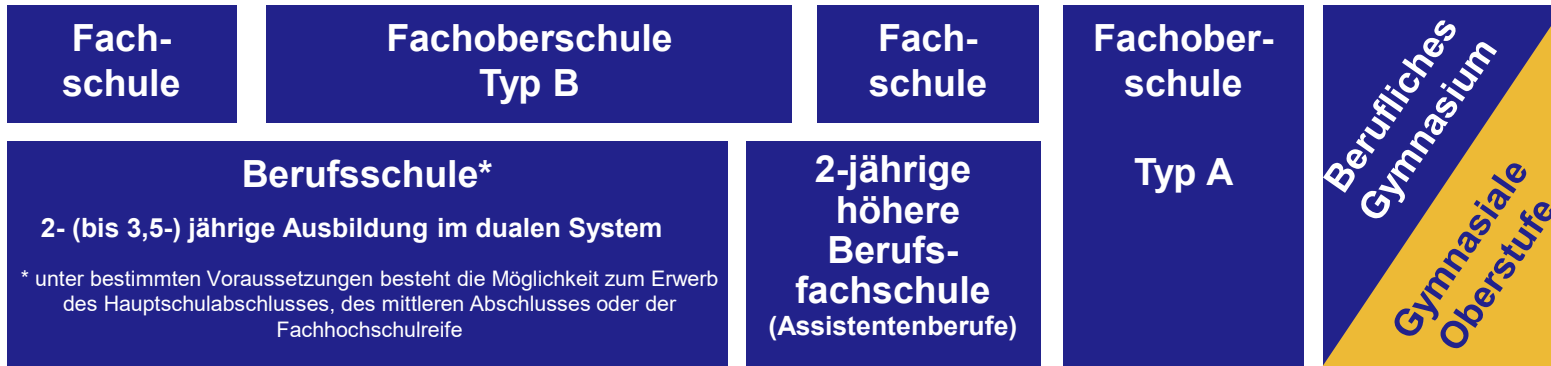 Fach-
schule
Fachoberschule
Typ B
Fach-
schule
Fachober-
schule
Typ A
Berufliches
Gymnasium
Gymnasiale
Oberstufe
Berufsschule*
2- (bis 3,5-) jährige Ausbildung im dualen System
* unter bestimmten Voraussetzungen besteht die Möglichkeit zum Erwerb
des Hauptschulabschlusses, des mittleren Abschlusses oder der
Fachhochschulreife
2-jährige
höhere
Berufs-
fachschule
(Assistentenberufe)